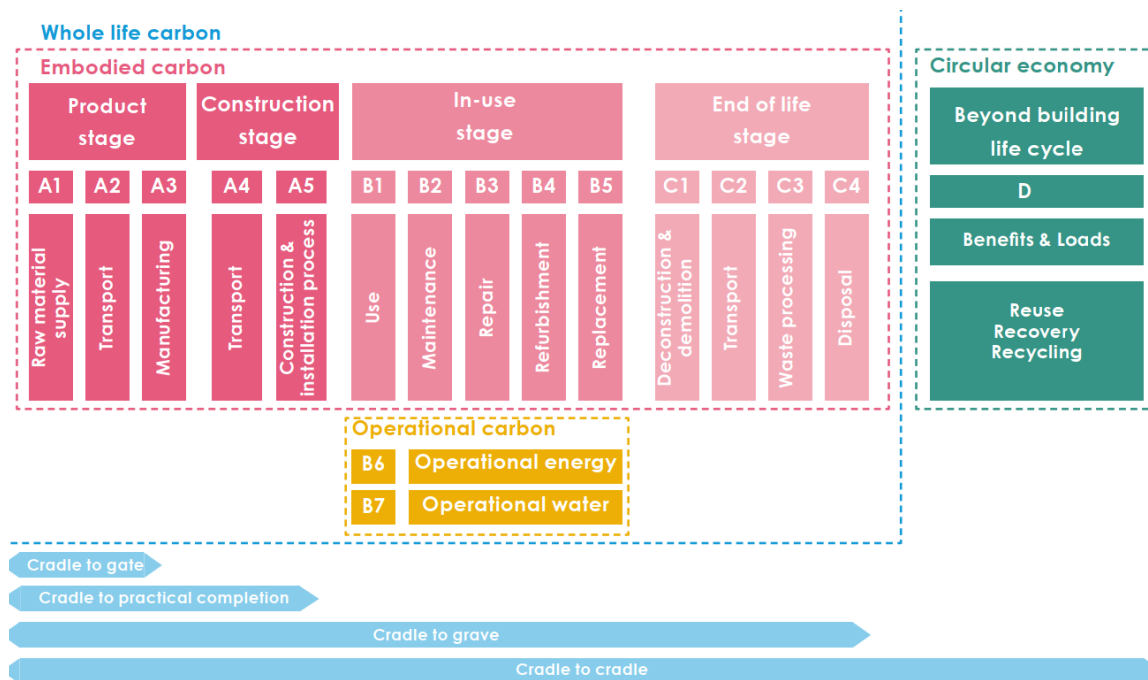 Whole life carbon
Embodied carbon
Product
stage
Construction
stage
In-use
stage
End of life
stage
A1
A2
A3
A4
A5
B1
B2
B3
B4
B5
C1
C2
C3
C4
Raw material
supply
Transport
Manufacturing
Transport
Construction &
installation process
Use
Maintenance
Repair
Refurbishment
Replacement
Deconstruction &
demolition
Transport
Waste processing
Disposal
Circular economy
Beyond building
life cycle
D
Benefits & Loads
Reuse
Recovery
Recycling
Operational carbon
B6
Operational energy
B7
Operational water
Cradle to gate
Cradle to practical completion
Cradle to grave
Cradle to cradle